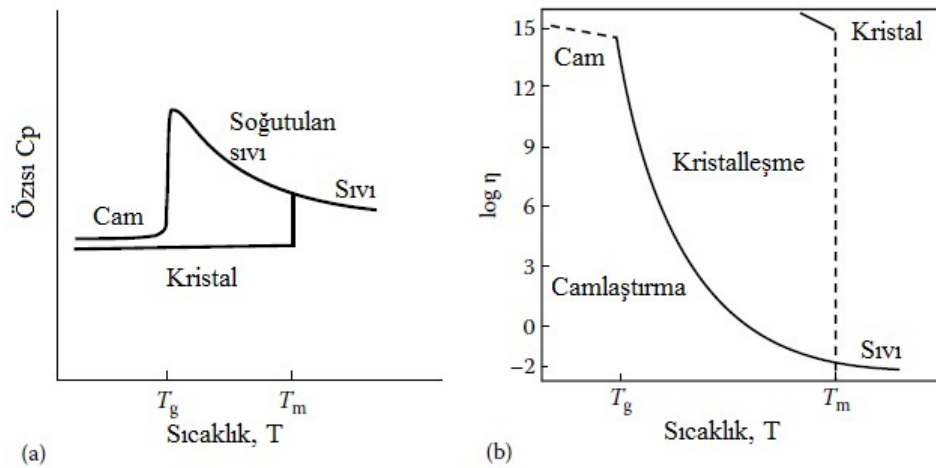 Özısı Cp
Soğutulan
sıvı
Sıvı
Cam
Kristal
Tg
Tm
Sıcaklık, T
(a)
log η
15
12
9
6
3
0
−2
Kristal
Cam
Kristalleşme
Camlaştırma
Sıvı
Tg
Tm
Sıcaklık, T
(b)